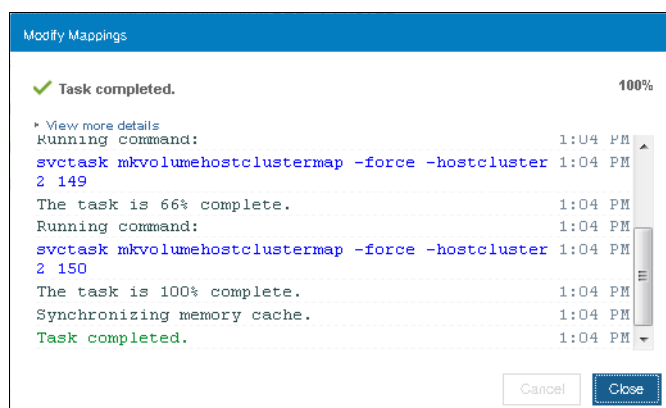 Modify Mappings
Task completed. 100%
View more details
Running command: 1:04 PM
svctask mkvolumehostclustermap -force -hostcluster 1:04 PM
2 149
The task is 66% complete. 1:04 PM
Running command: 1:04 PM
svctask mkvolumehostclustermap -force -hostcluster 1:04 PM
2 150
The task is 100% complete. 1:04 PM
Synchronizing memory cache. 1:04 PM
Task completed. 1:04 PM
Cancel Close